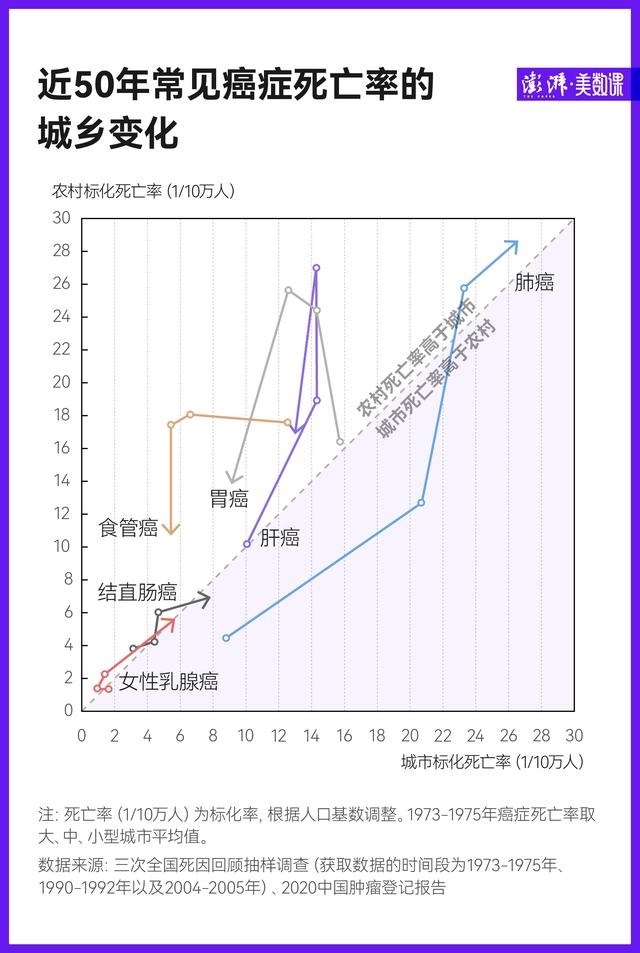 近50年常见癌症死亡率的
城乡变化
澎湃·美数课
THE PAPER
农村标化死亡率 (1/10万人)
30
28
26
24
22
20
18
16
14
12
10
8
6
4
2
0
肺癌
农村死亡率高于城市
城市死亡率高于农村
胃癌
食管癌
肝癌
结直肠癌
女性乳腺癌
0 2 4 6 8 10 12 14 16 18 20 22 24 26 28 30
城市标化死亡率 (1/10万人)
注: 死亡率 (1/10万人) 为标化率, 根据人口基数调整。1973-1975年癌症死亡率取
大、中、小型城市平均值。
数据来源: 三次全国死因回顾抽样调查 (获取数据的时间段为1973-1975年、
1990-1992年以及2004-2005年) 、2020中国肿瘤登记报告